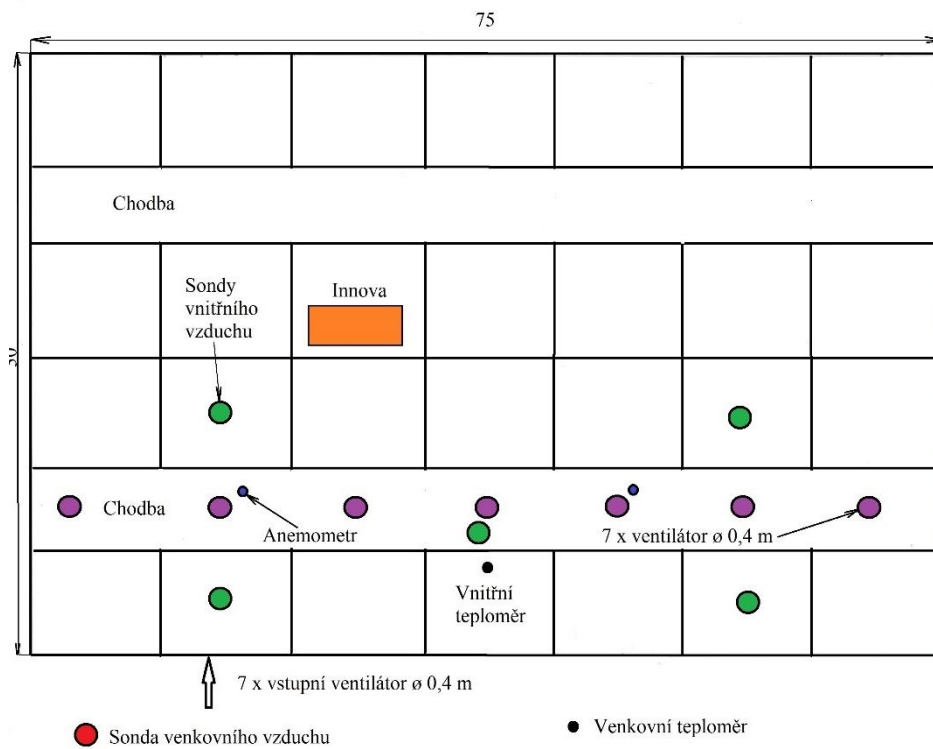 75
Chodba
Sondy
vnitřního
vzduchu
Innova
Chodba
Anemometr
7 x ventilátor ø 0,4 m
Vnitřní
teploměr
7 x vstupní ventilátor ø 0,4 m
Sonda venkovního vzduchu
Venkovní teploměr